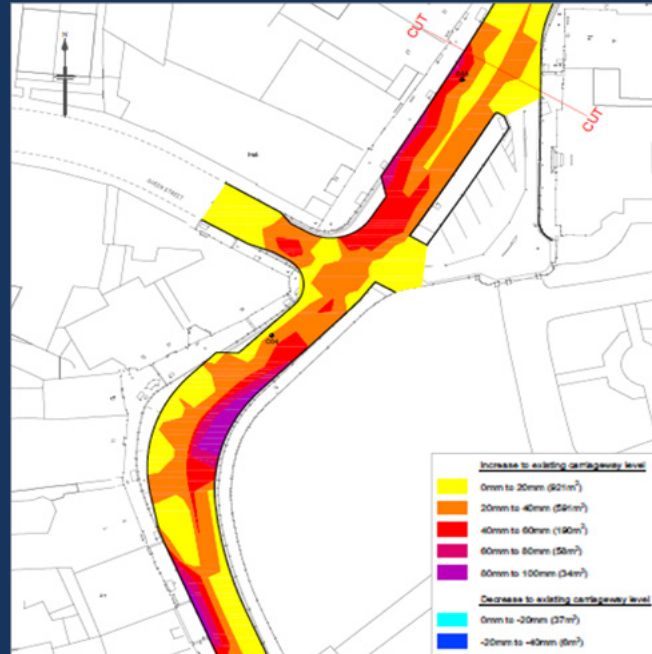 CUT
N
CUT
SHEEN STREET
C04
Increase to existing carriageway level
0mm to 20mm (921m²)
20mm to 40mm (591m²)
40mm to 60mm (190m²)
60mm to 80mm (58m²)
80mm to 100mm (34m²)
Decrease to existing carriageway level
0mm to -20mm (37m²)
-20mm to -40mm (6m²)